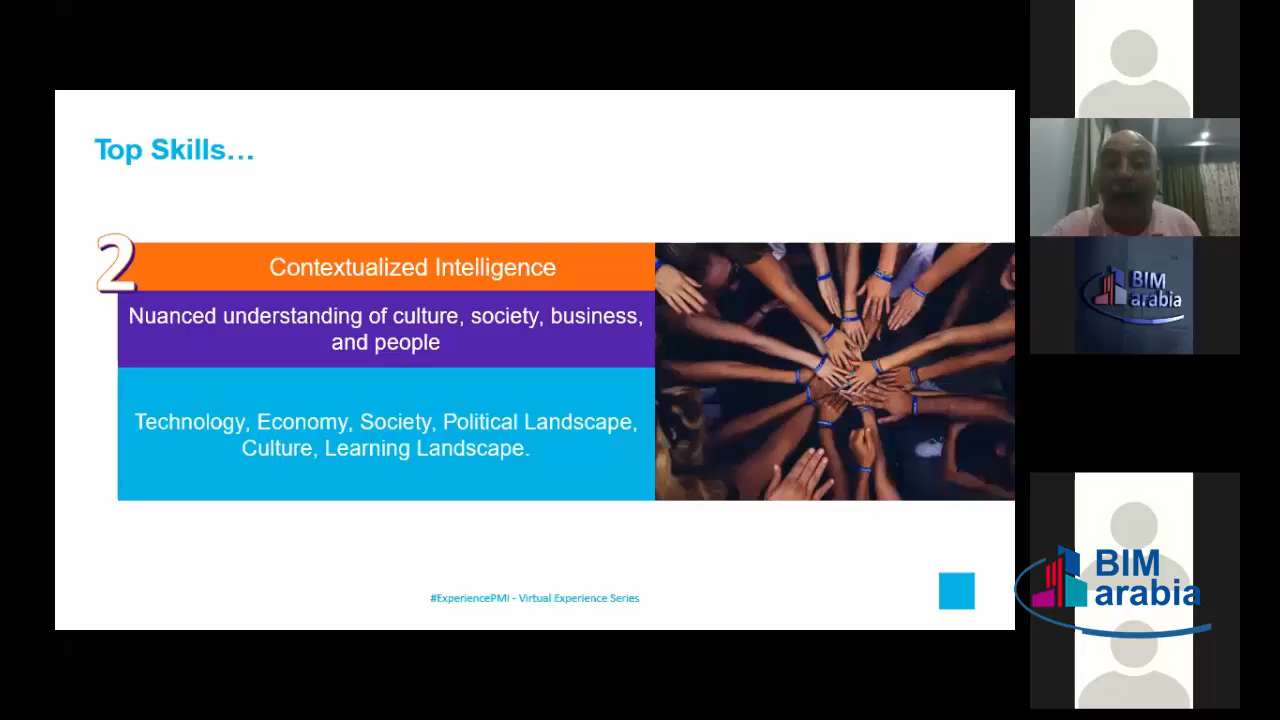 Top Skills…
2
Contextualized Intelligence
Nuanced understanding of culture, society, business,
and people
Technology, Economy, Society, Political Landscape,
Culture, Learning Landscape.
#ExperiencePMI - Virtual Experience Series
BIM
arabia
BIM
arabia